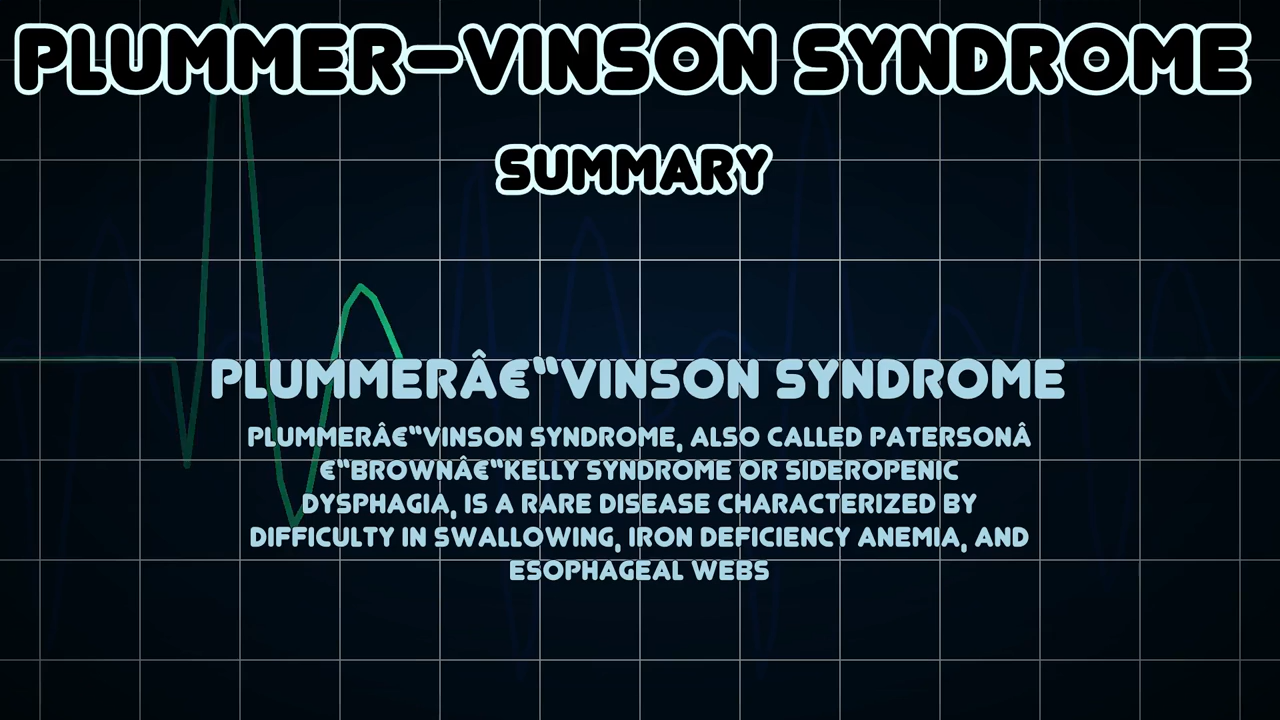 PLUMMER–VINSON SYNDROME
SUMMARY
PLUMMERÂ€“VINSON SYNDROME
PLUMMERÂ€“VINSON SYNDROME, ALSO CALLED PATERSONÂ
€“BROWNÂ€“KELLY SYNDROME OR SIDEROPENIC
DYSPHAGIA, IS A RARE DISEASE CHARACTERIZED BY
DIFFICULTY IN SWALLOWING, IRON DEFICIENCY ANEMIA, AND
ESOPHAGEAL WEBS